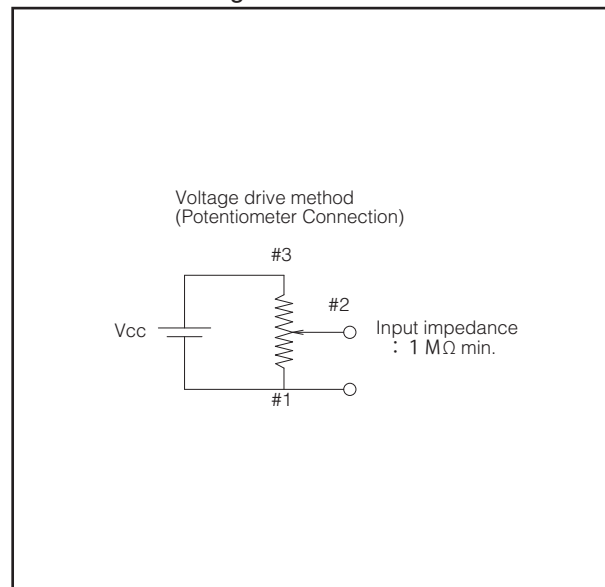 Voltage drive method
(Potentiometer Connection)
#3
#2
Vcc
Input impedance
: 1 MΩ min.
#1